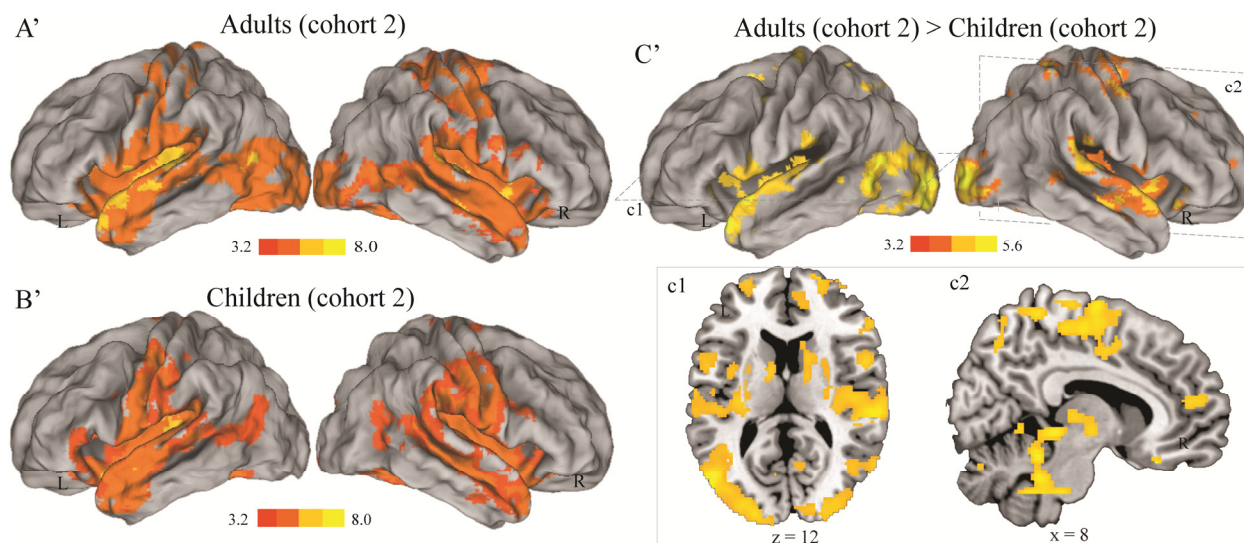 A' Adults (cohort 2)
L R
3.2 8.0
B' Children (cohort 2)
L R
3.2 8.0
C' Adults (cohort 2) > Children (cohort 2)
c2
c1 L R
3.2 5.6
c1 c2
L
R
z = 12 x = 8